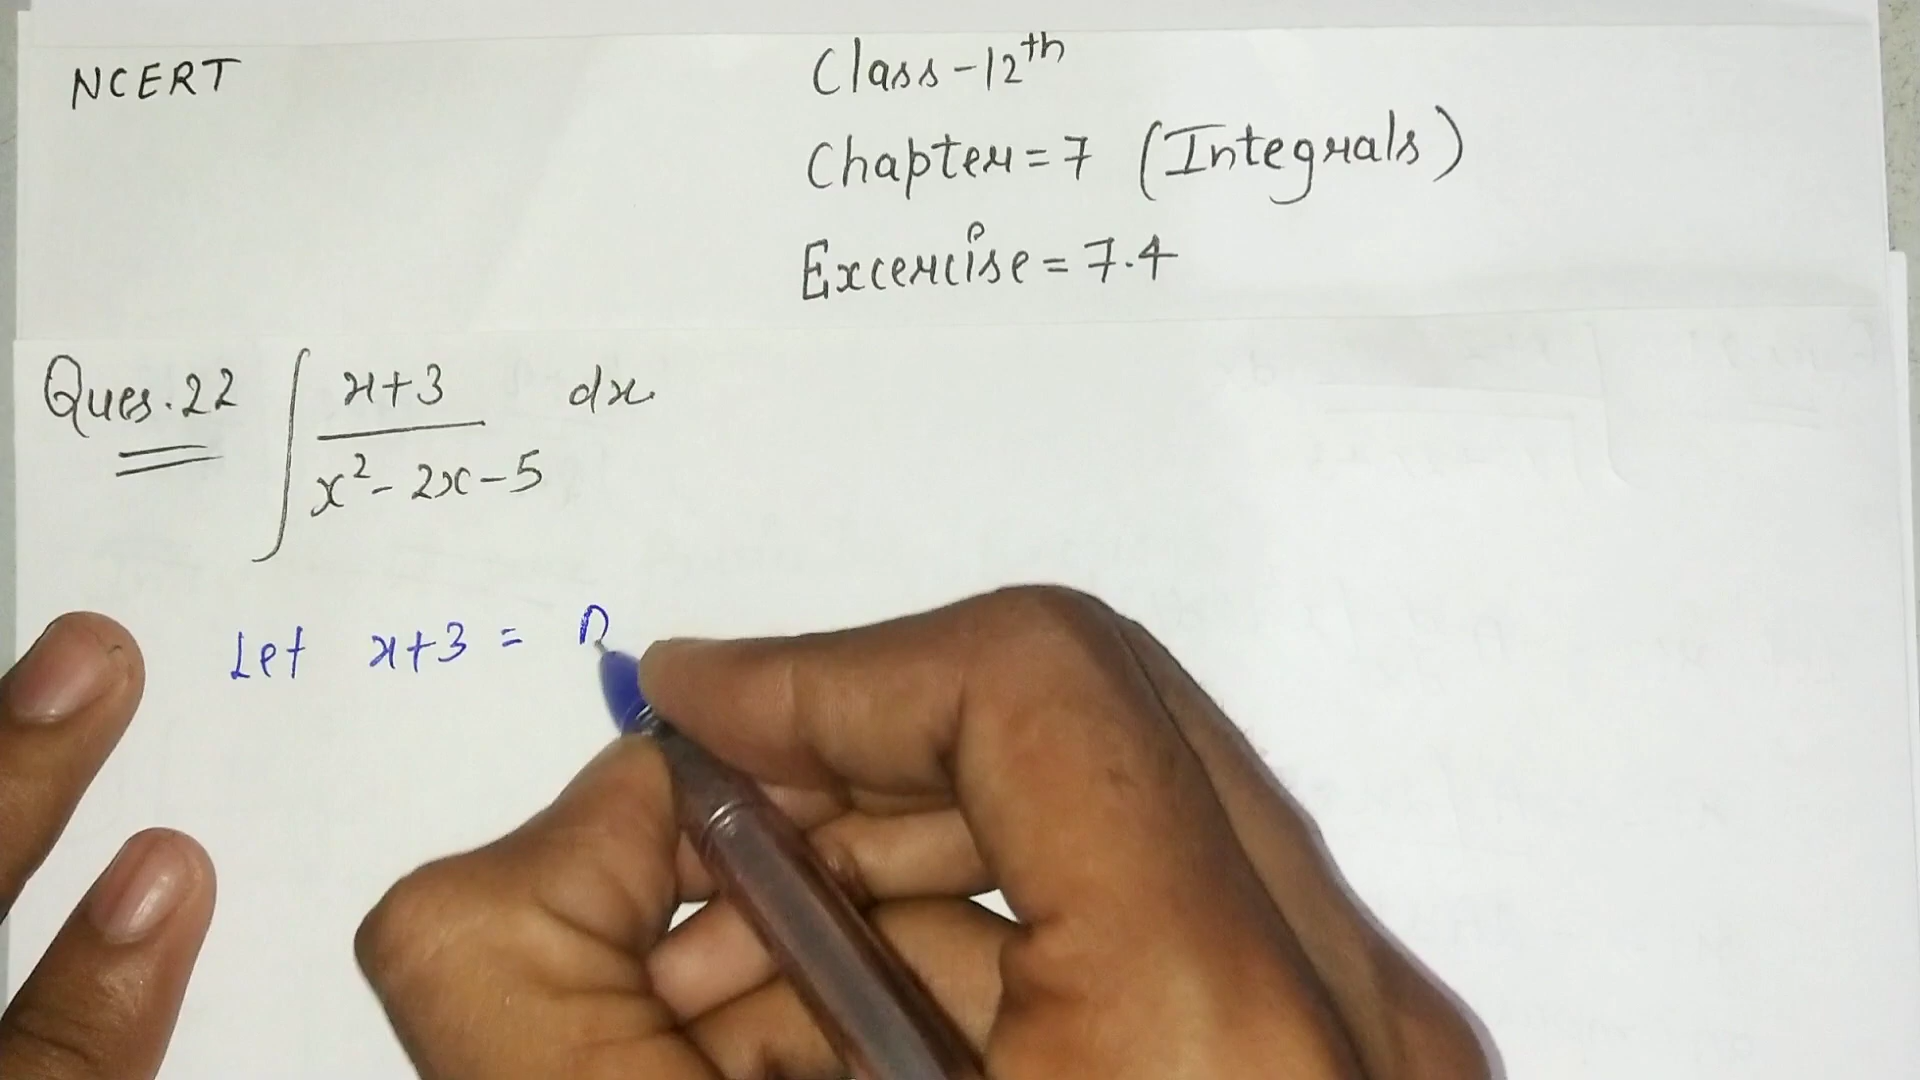 NCERT
Class-12th
Chapter=7 (Integrals)
Excercise=7.4
Ques.22 ∫ x+3 dx
x²-2x-5
Let x+3 =